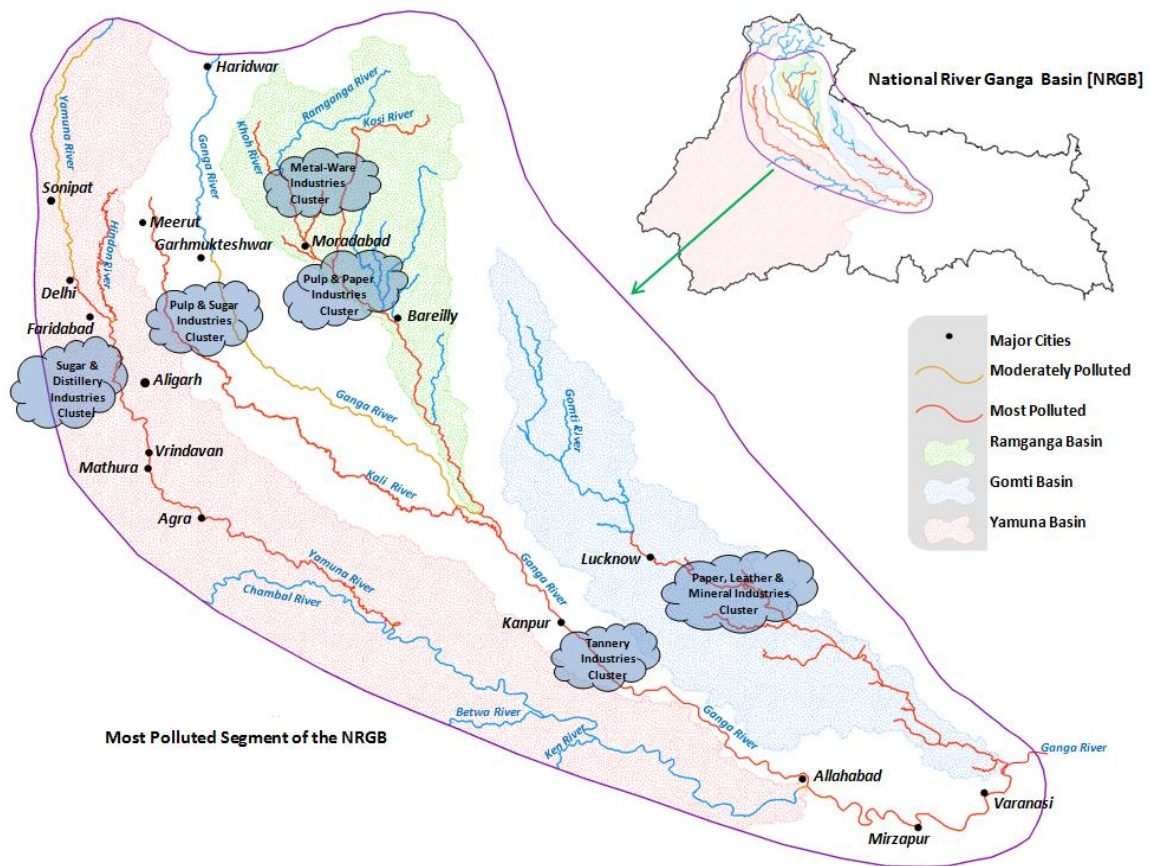 National River Ganga Basin [NRGB]
Haridwar
Yamuna River
Ganga River
Khoh River
Ramganga River
Kosi River
Metal-Ware
Industries
Cluster
Sonipat
Meerut
Hindon River
Garhmukteshwar
Moradabad
Delhi
Pulp & Paper
Industries
Cluster
Pulp & Sugar
Industries
Cluster
Faridabad
Bareilly
Sugar &
Distillery
Industries
Cluster
Aligarh
Ganga River
Gomti River
Major Cities
Moderately Polluted
Most Polluted
Ramganga Basin
Gomti Basin
Yamuna Basin
Vrindavan
Mathura
Kali River
Agra
Yamuna River
Chambal River
Ganga River
Lucknow
Paper, Leather &
Mineral Industries
Cluster
Kanpur
Tannery
Industries
Cluster
Betwa River
Ken River
Ganga River
Most Polluted Segment of the NRGB
Ganga River
Allahabad
Varanasi
Mirzapur